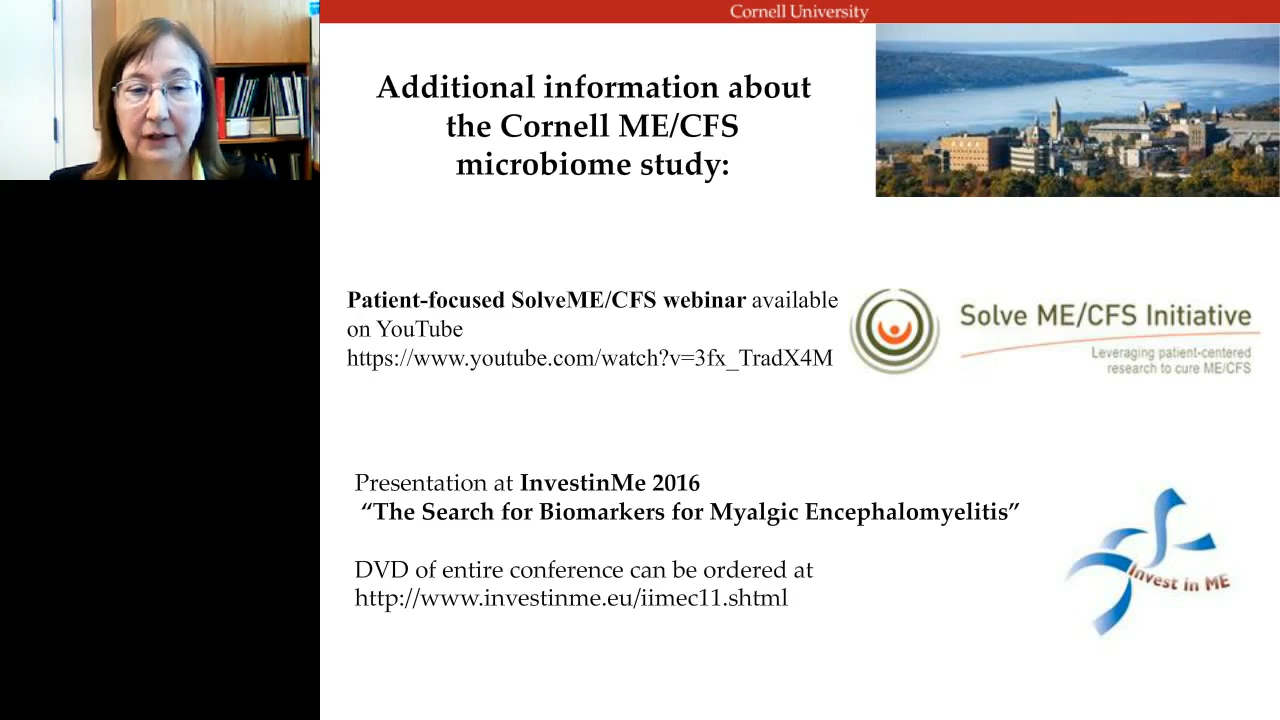 Cornell University
Additional information about
the Cornell ME/CFS
microbiome study:
Patient-focused SolveME/CFS webinar available
on YouTube
https://www.youtube.com/watch?v=3fx_TradX4M
Solve ME/CFS Initiative
Leveraging patient-centered
research to cure ME/CFS
Presentation at InvestinMe 2016
“The Search for Biomarkers for Myalgic Encephalomyelitis”
DVD of entire conference can be ordered at
http://www.investinme.eu/iimec11.shtml
Invest in ME